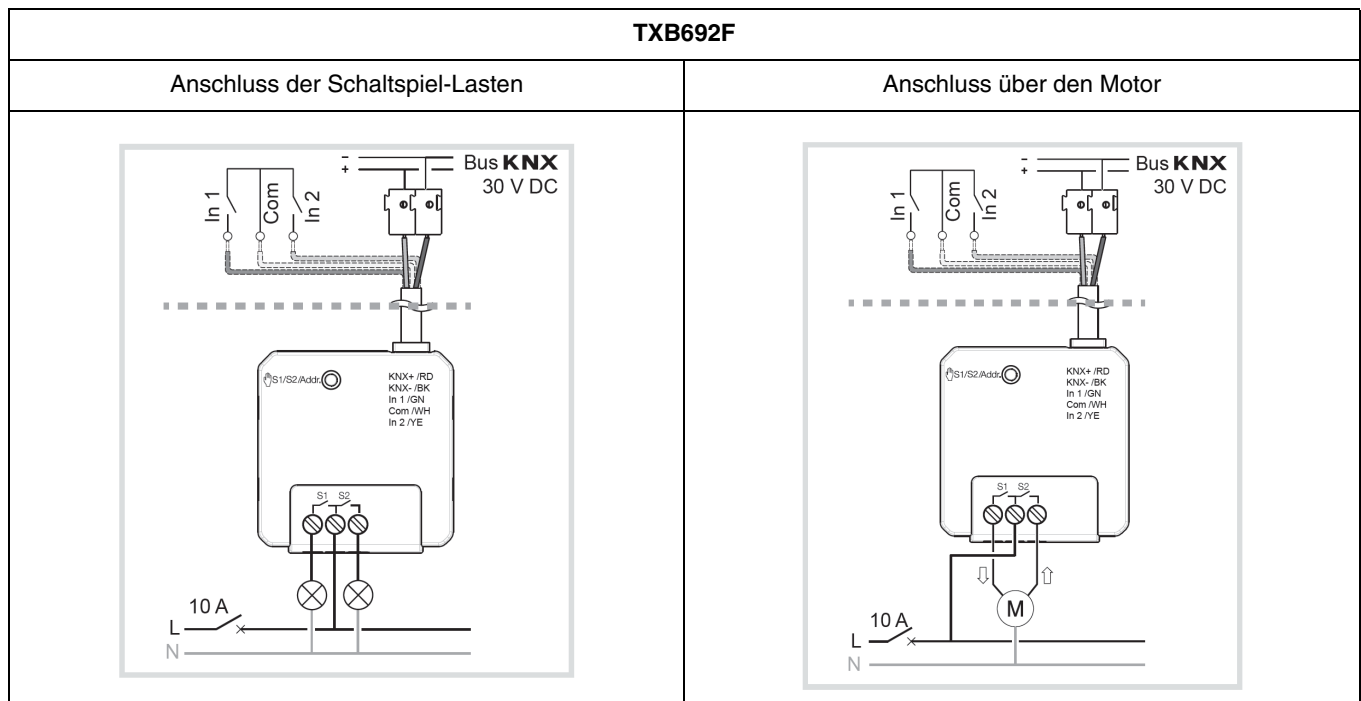 TXB692F
Anschluss der Schaltspiel-Lasten
Anschluss über den Motor
-
+
Bus KNX
30 V DC
In 1
Com
In 2
S1/S2/Addr.
KNX+ /RD
KNX- /BK
In 1 /GN
Com /WH
In 2 /YE
S1 S2
10 A
L
N
-
+
Bus KNX
30 V DC
In 1
Com
In 2
S1/S2/Addr.
KNX+ /RD
KNX- /BK
In 1 /GN
Com /WH
In 2 /YE
S1 S2
M
10 A
L
N